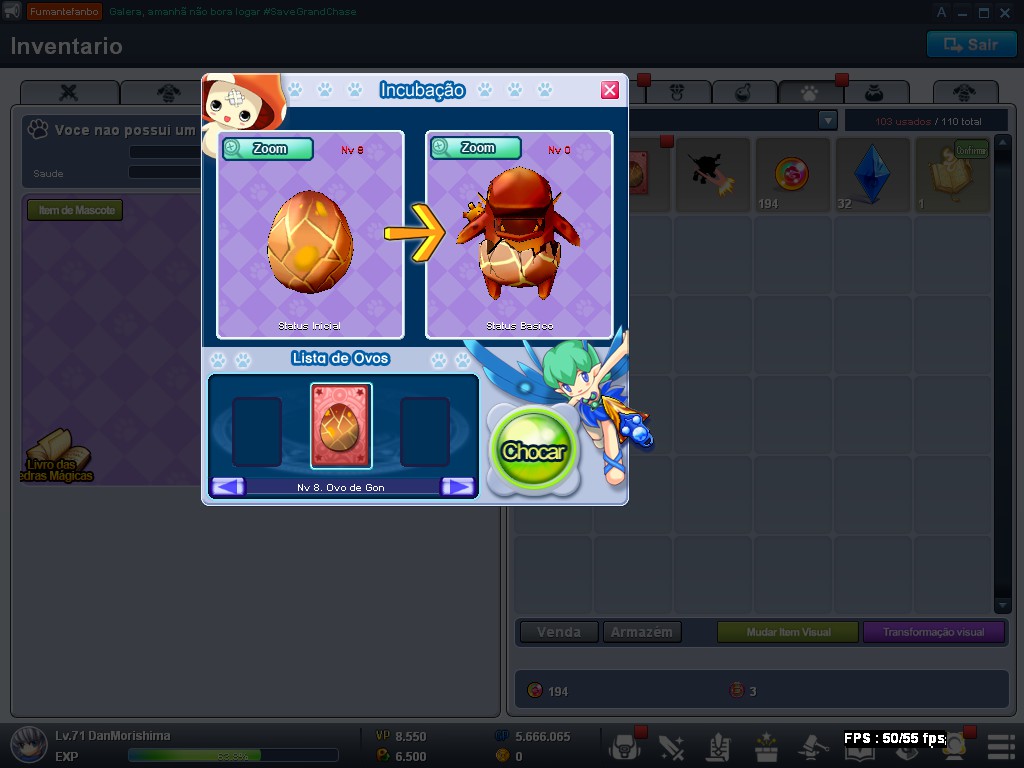 Fumantefanbo Galera, amanhã não bora logar #SaveGrandChase A
Inventario
Sair
Incubação
Voce nao possui um
103 usados / 110 total
Saude
Zoom
Nv 8
Zoom
Nv 0
Confirme
194
32
1
Item de Mascote
Status Inicial
Status Basico
Lista de Ovos
Chocar
Livro das
edras Mágicas
Nv 8. Ovo de Gon
Venda
Armazém
Mudar Item Visual
Transformação visual
194
3
Lv.71 DanMorishima
VP 8.550
5.666.065
EXP
6.500
0
FPS : 50/55 fps